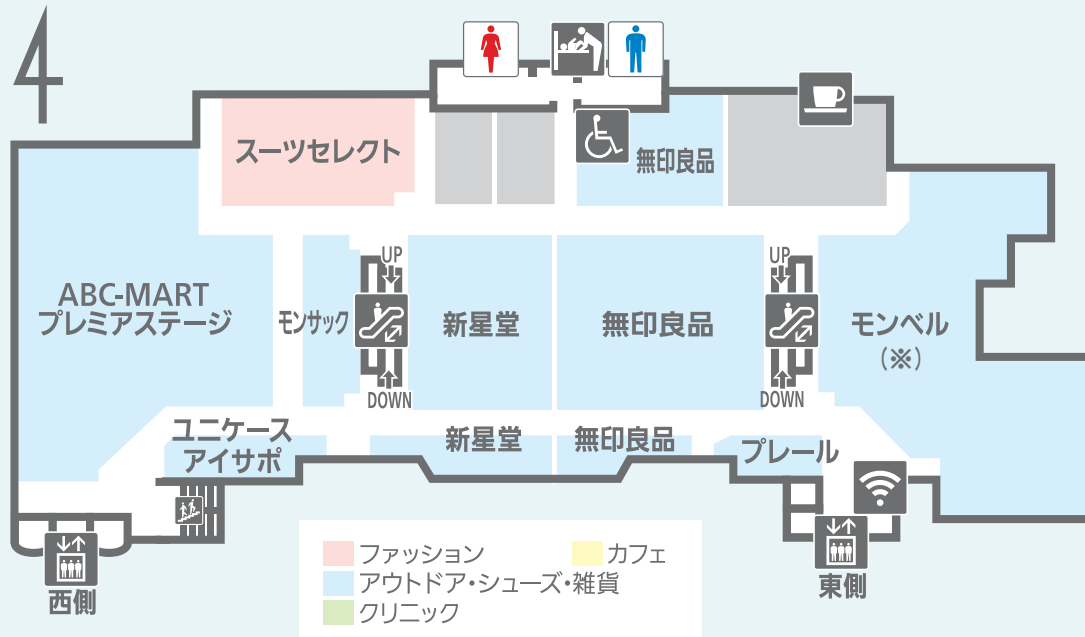 4
スーツセレクト
無印良品
UP
UP
ABC-MART
プレミアステージ
モンサック
新星堂
無印良品
モンベル
(※)
DOWN
DOWN
ユニケース
アイサポ
新星堂
無印良品
プレール
西側
東側
ファッション
カフェ
アウトドア・シューズ・雑貨
クリニック